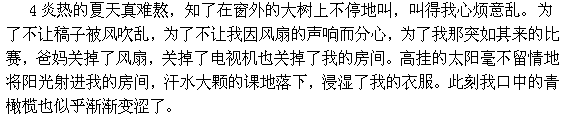 4 炎热的夏天真难熬，知了在窗外的大树上不停地叫，叫得我心烦意乱。为
了不让稿子被风吹乱，为了不让我因风扇的声响而分心，为了我那突如其来的比
赛，爸妈关掉了风扇，关掉了电视机也关掉了我的房间。高挂的太阳毫不留情地
将阳光射进我的房间，汗水大颗的课地落下，浸湿了我的衣服。此刻我口中的青
橄榄也似乎渐渐变涩了。